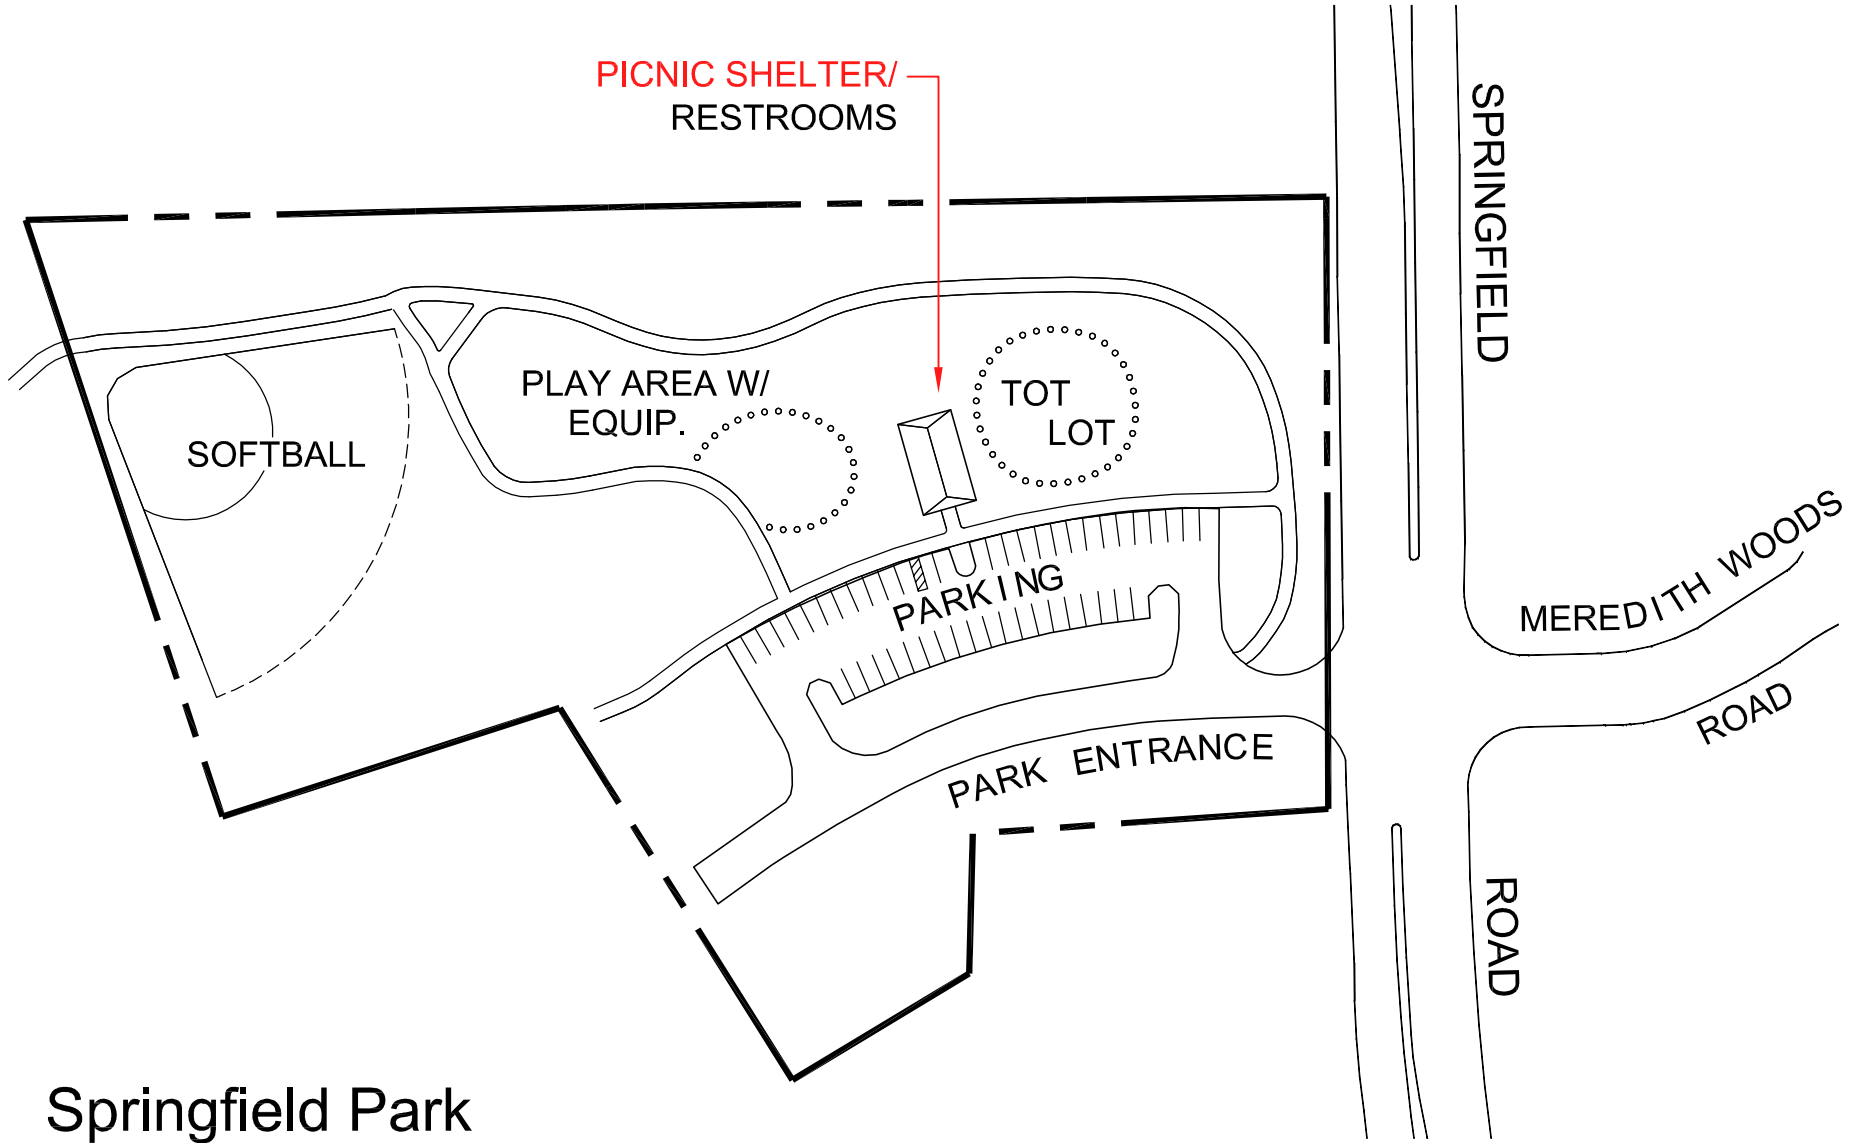 PICNIC SHELTER/
RESTROOMS
SPRINGFIELD
PLAY AREA W/
EQUIP.
TOT
LOT
SOFTBALL
PARKING
MEREDITH WOODS
ROAD
PARK ENTRANCE
ROAD
Springfield Park